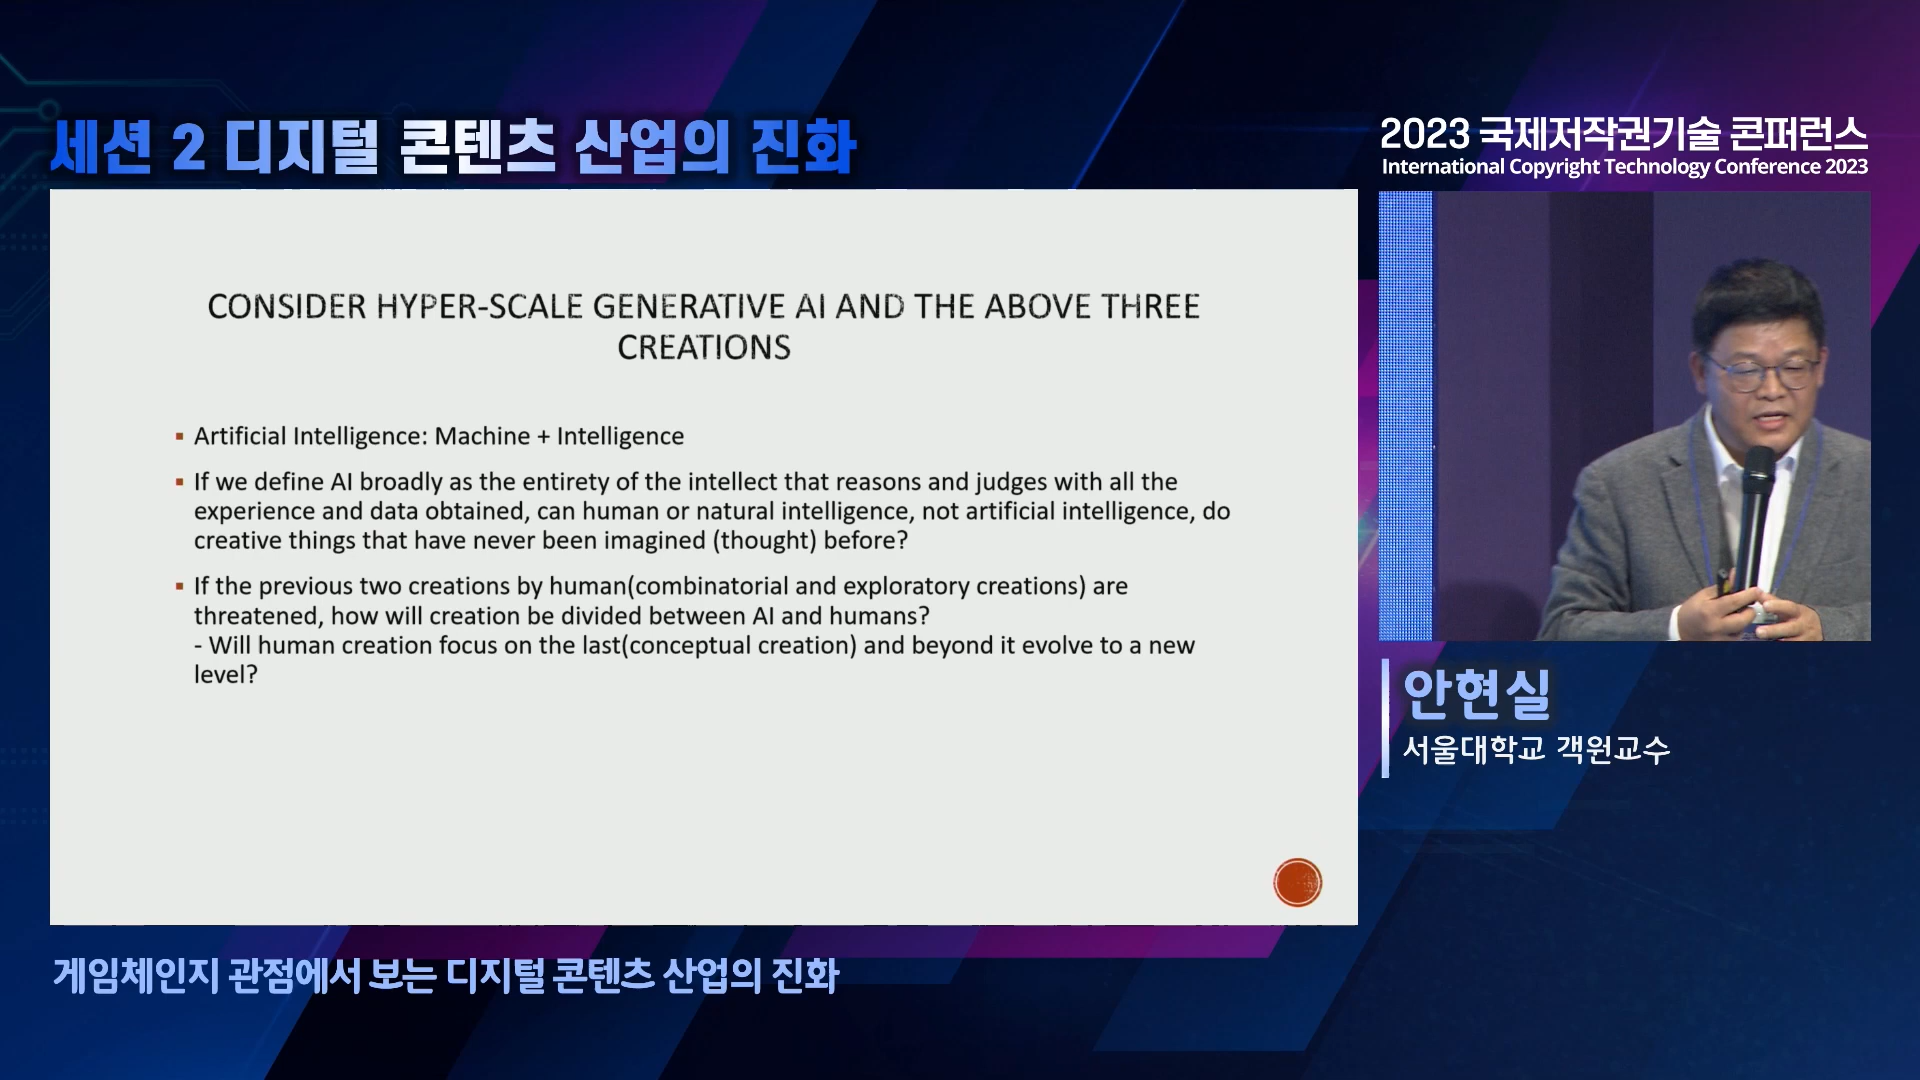 세션 2 디지털 콘텐츠 산업의 진화
2023 국제저작권기술 콘퍼런스
International Copyright Technology Conference 2023
CONSIDER HYPER-SCALE GENERATIVE AI AND THE ABOVE THREE
CREATIONS
▪ Artificial Intelligence: Machine + Intelligence
▪ If we define AI broadly as the entirety of the intellect that reasons and judges with all the
experience and data obtained, can human or natural intelligence, not artificial intelligence, do
creative things that have never been imagined (thought) before?
▪ If the previous two creations by human(combinatorial and exploratory creations) are
threatened, how will creation be divided between AI and humans?
- Will human creation focus on the last(conceptual creation) and beyond it evolve to a new
level?
안현실
서울대학교 객원교수
게임체인지 관점에서 보는 디지털 콘텐츠 산업의 진화